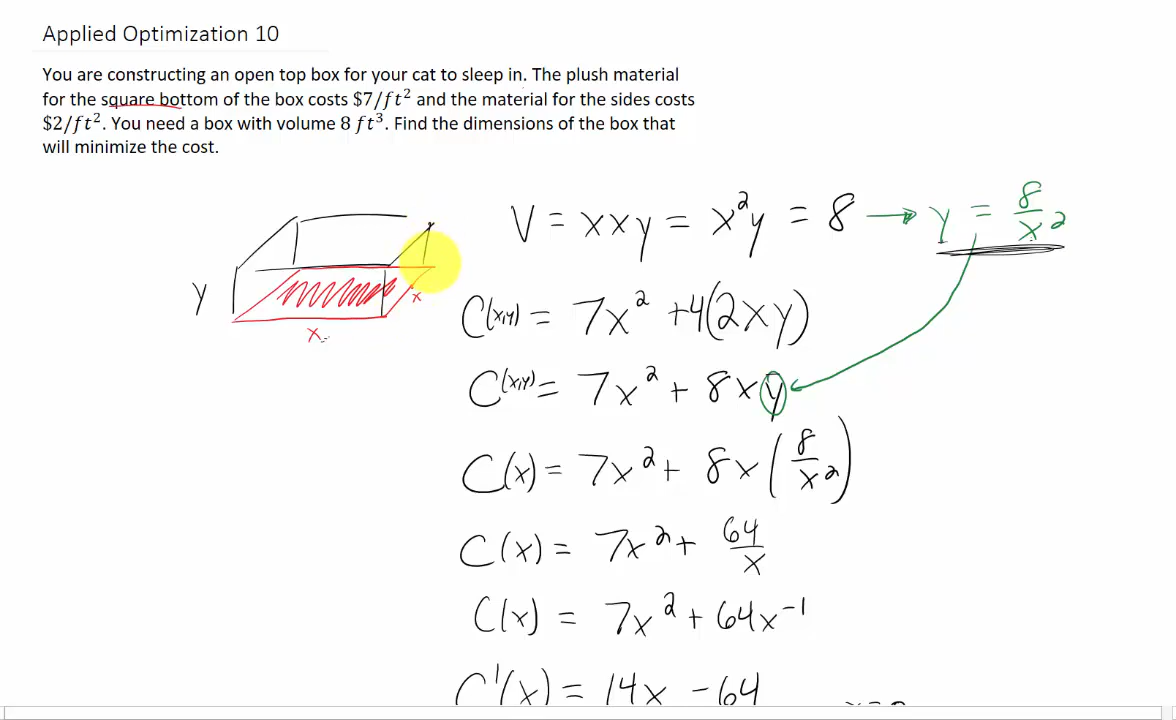 Applied Optimization 10
You are constructing an open top box for your cat to sleep in. The plush material
for the square bottom of the box costs $7/ft² and the material for the sides costs
$2/ft². You need a box with volume 8 ft³. Find the dimensions of the box that
will minimize the cost.
V = xxy = x²y = 8 → y = 8/x²
y
x
x
C(x,y) = 7x² + 4(2xy)
C(x,y) = 7x² + 8xy
C(x) = 7x² + 8x(8/x²)
C(x) = 7x² + 64/x
C(x) = 7x² + 64x⁻¹
C'(x) = 14x - 64